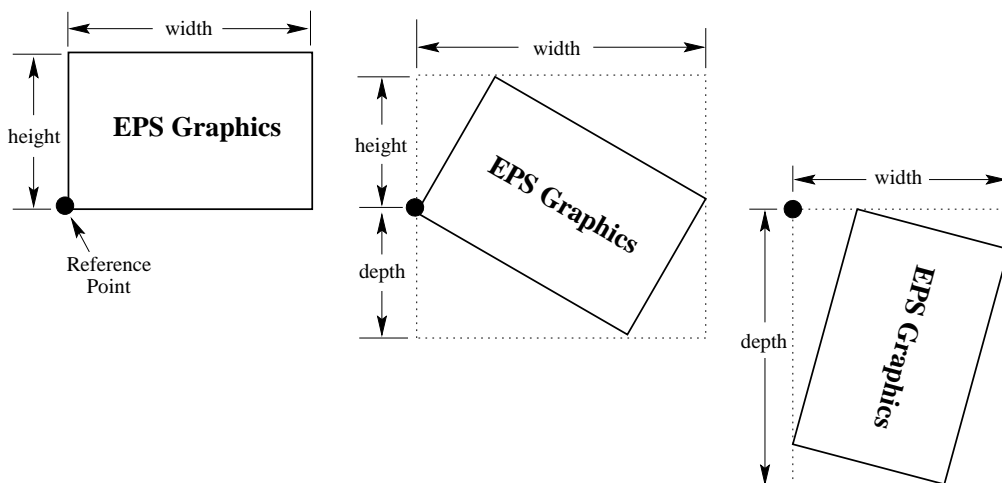 width
height
EPS Graphics
Reference
Point
width
height
depth
EPS Graphics
width
depth
EPS Graphics